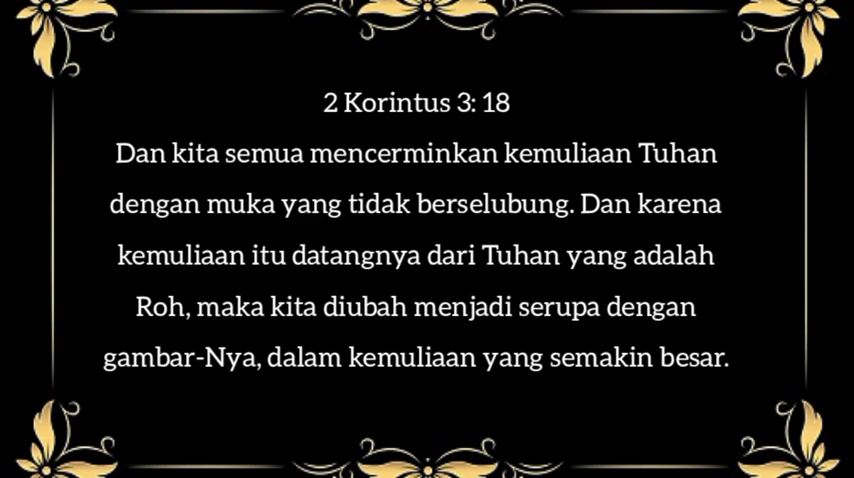 2 Korintus 3: 18
Dan kita semua mencerminkan kemuliaan Tuhan
dengan muka yang tidak berselubung. Dan karena
kemuliaan itu datangnya dari Tuhan yang adalah
Roh, maka kita diubah menjadi serupa dengan
gambar-Nya, dalam kemuliaan yang semakin besar.